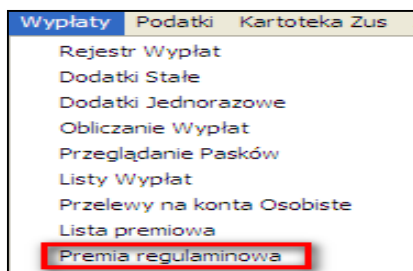 Wypłaty Podatki Kartoteka Zus
Rejestr Wypłat
Dodatki Stałe
Dodatki Jednorazowe
Obliczanie Wypłat
Przeglądanie Pasków
Listy Wypłat
Przelewy na konta Osobiste
Lista premiowa
Premia regulaminowa